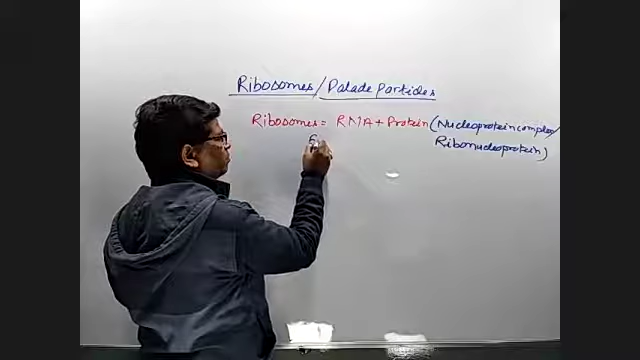 Ribosomes/Palade Particles
Ribosomes = RNA + Protein (Nucleoprotein complex/
Ribonucleoprotein)